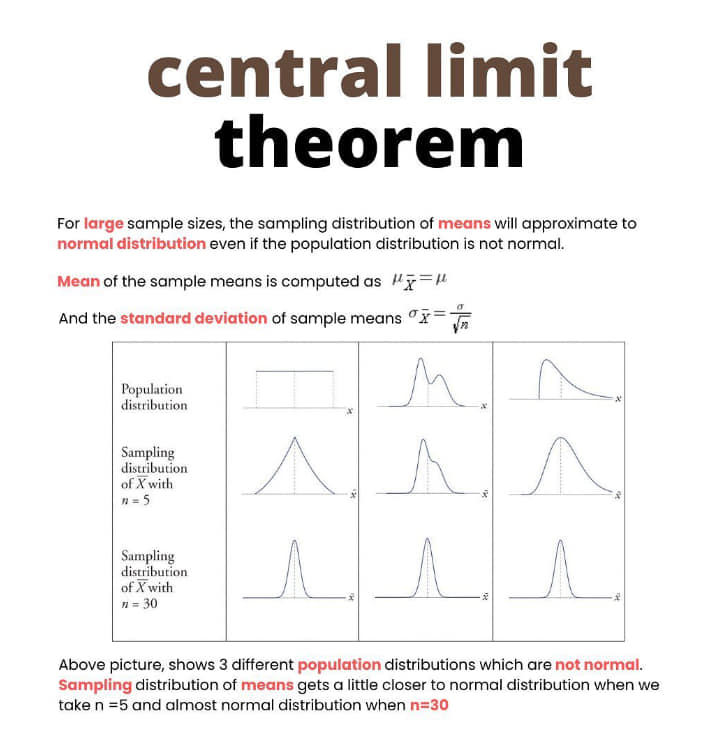 central limit
theorem
For large sample sizes, the sampling distribution of means will approximate to
normal distribution even if the population distribution is not normal.
Mean of the sample means is computed as μX̄=μ
And the standard deviation of sample means σX̄=σ/√n
Population
distribution
x
x
x
Sampling
distribution
of X̄ with
n = 5
x̄
x̄
x̄
Sampling
distribution
of X̄ with
n = 30
x̄
x̄
x̄
Above picture, shows 3 different population distributions which are not normal.
Sampling distribution of means gets a little closer to normal distribution when we
take n =5 and almost normal distribution when n=30